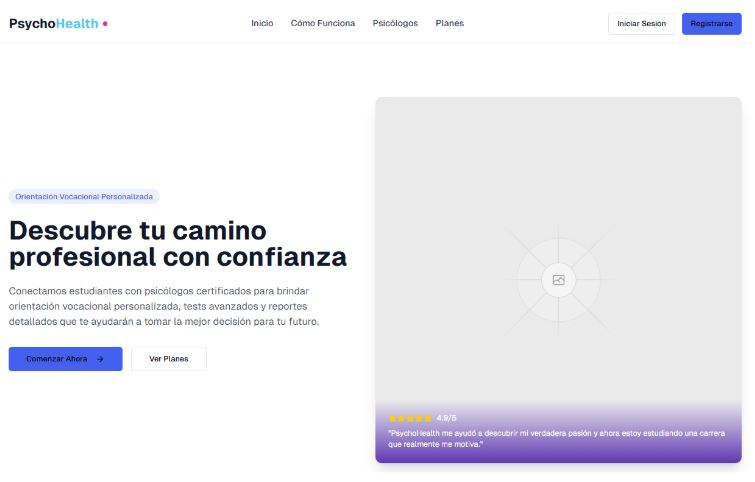 PsychoHealth
Inicio Cómo Funciona Psicólogos Planes
Iniciar Sesión Registrarse
Orientación Vocacional Personalizada
Descubre tu camino
profesional con confianza
Conectamos estudiantes con psicólogos certificados para brindar
orientación vocacional personalizada, tests avanzados y reportes
detallados que te ayudarán a tomar la mejor decisión para tu futuro.
Comenzar Ahora → Ver Planes
4.9/5
"PsychoHealth me ayudó a descubrir mi verdadera pasión y ahora estoy estudiando una carrera
que realmente me motiva."